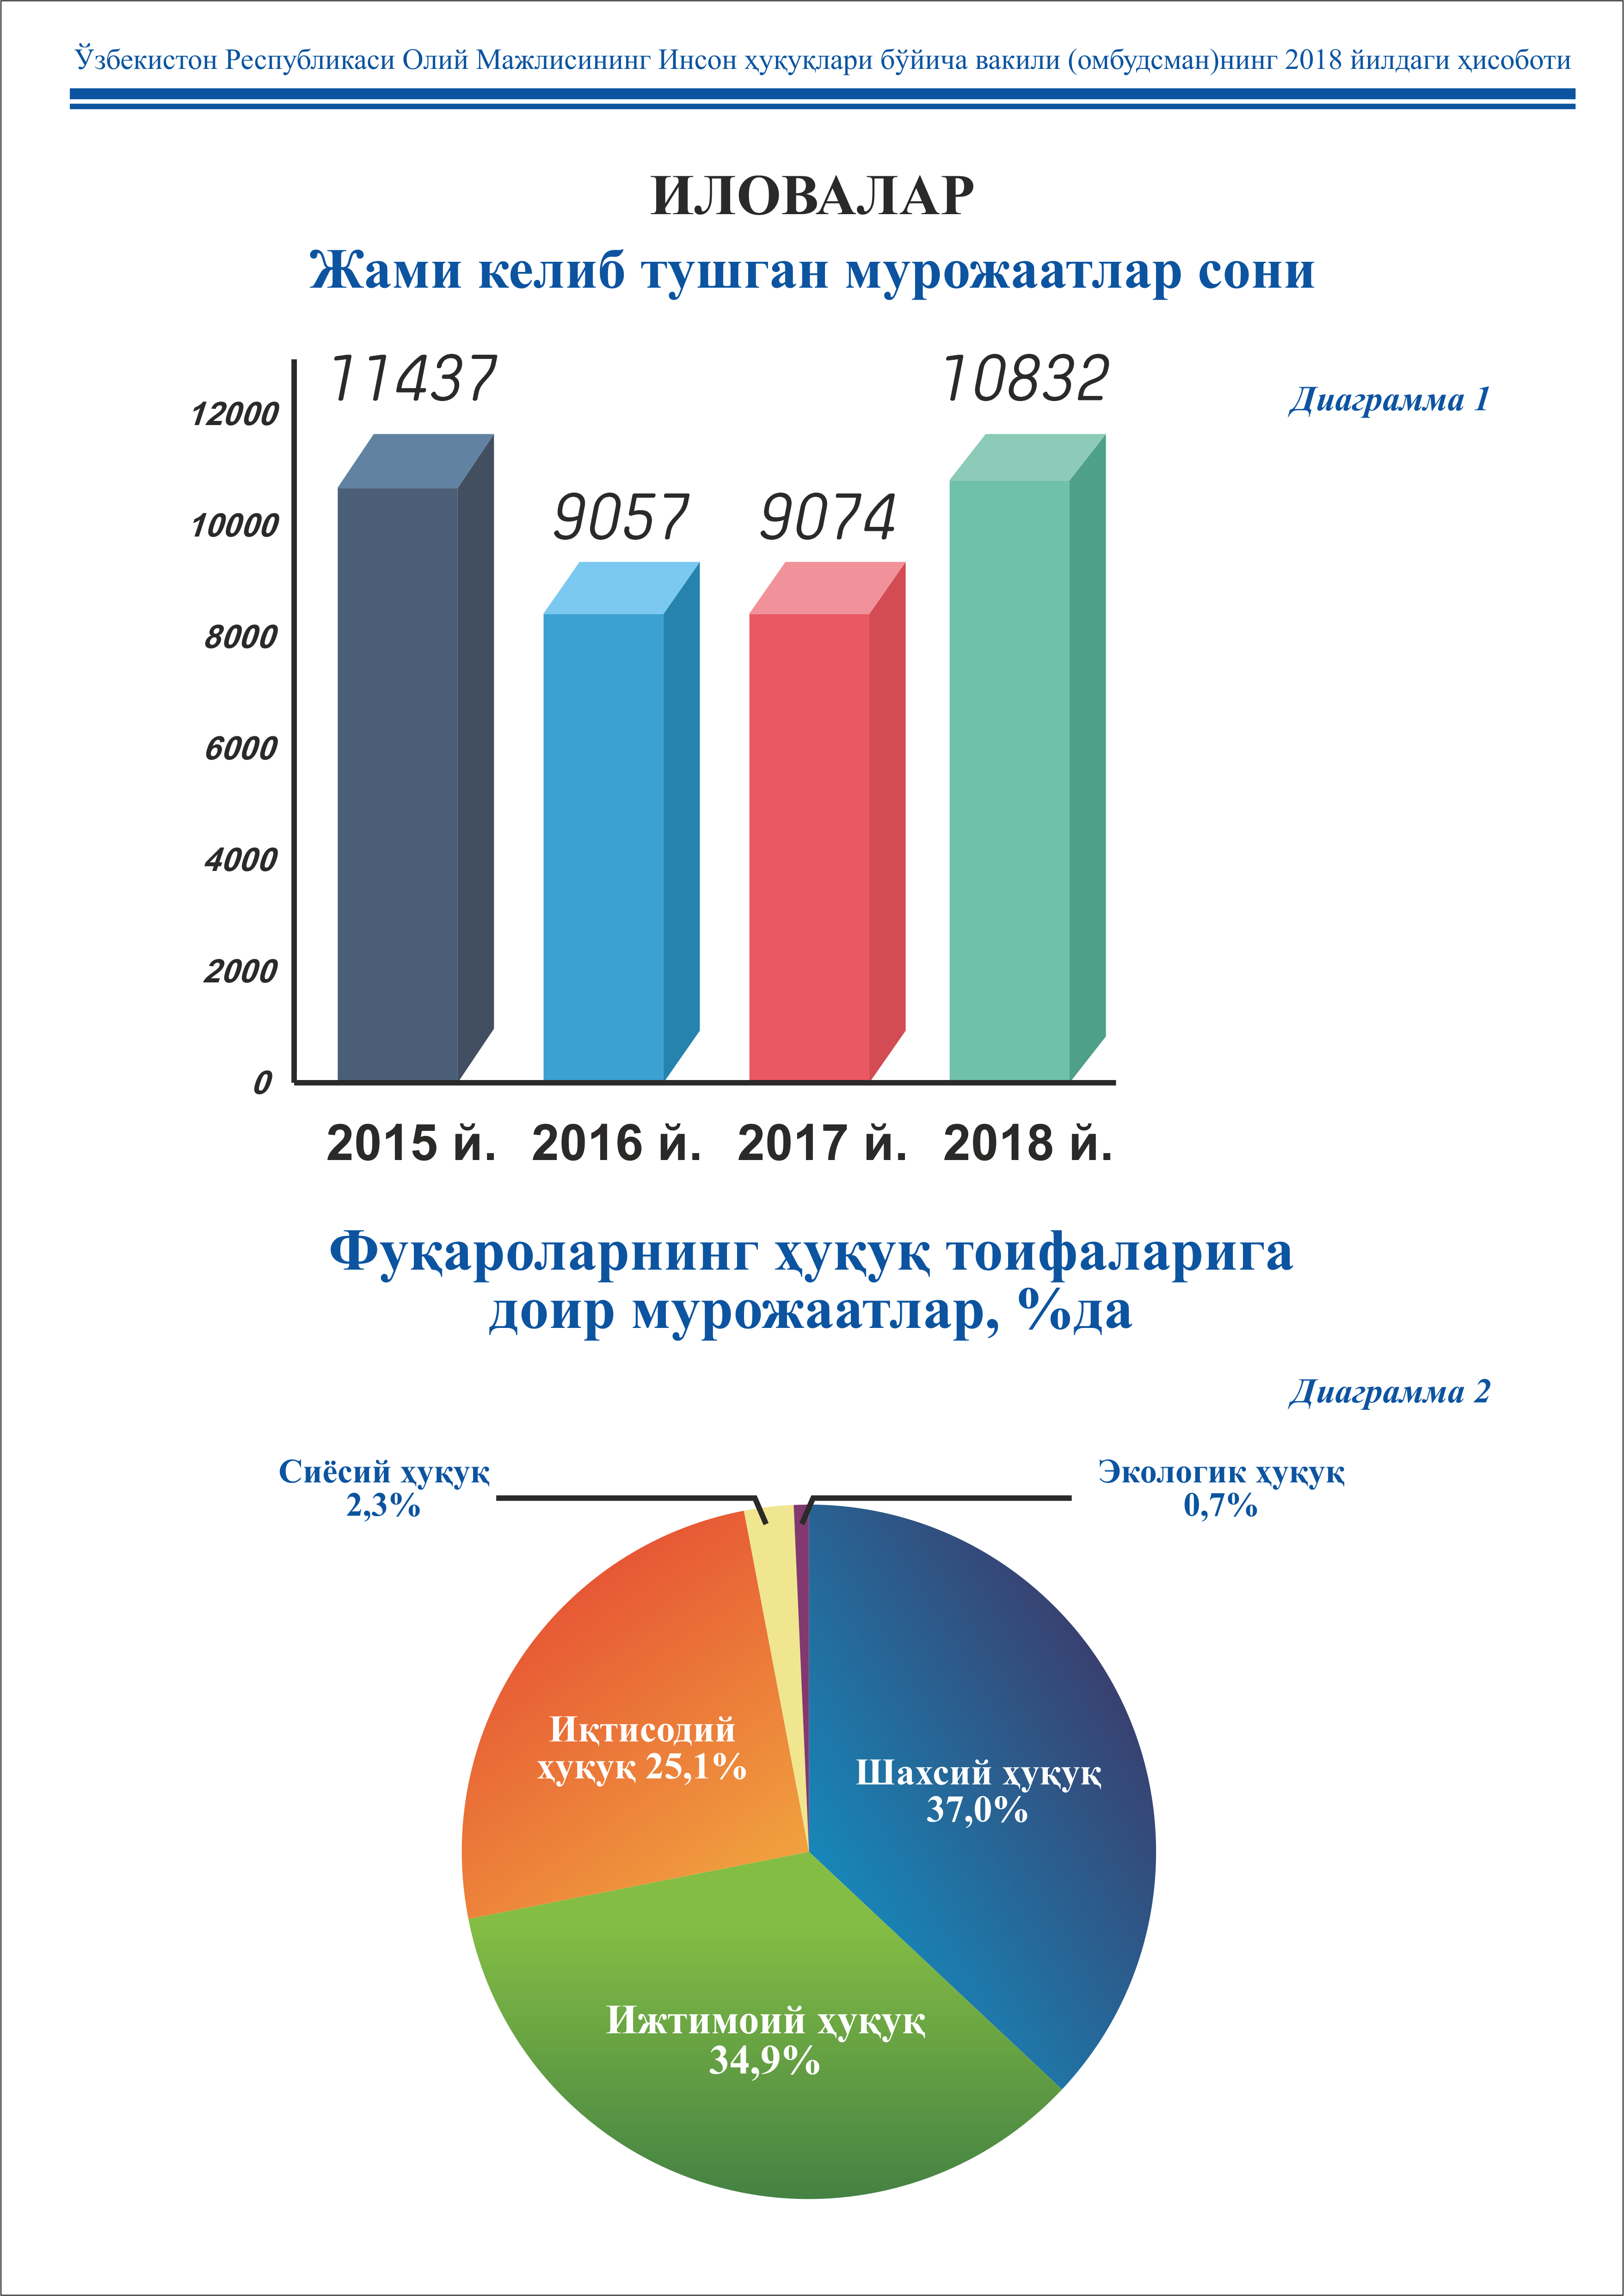 Ўзбекистон Республикаси Олий Мажлисининг Инсон ҳуқуқлари бўйича вакили (омбудсман)нинг 2018 йилдаги ҳисоботи
ИЛОВАЛАР
Жами келиб тушган мурожаатлар сони
Диаграмма 1
11437
9057
9074
10832
12000
10000
8000
6000
4000
2000
0
2015 й.
2016 й.
2017 й.
2018 й.
Фуқароларнинг ҳуқуқ тоифаларига
доир мурожаатлар, %да
Диаграмма 2
Сиёсий ҳуқуқ
2,3%
Экологик ҳуқуқ
0,7%
Иқтисодий
ҳуқуқ 25,1%
Шахсий ҳуқуқ
37,0%
Ижтимоий ҳуқуқ
34,9%